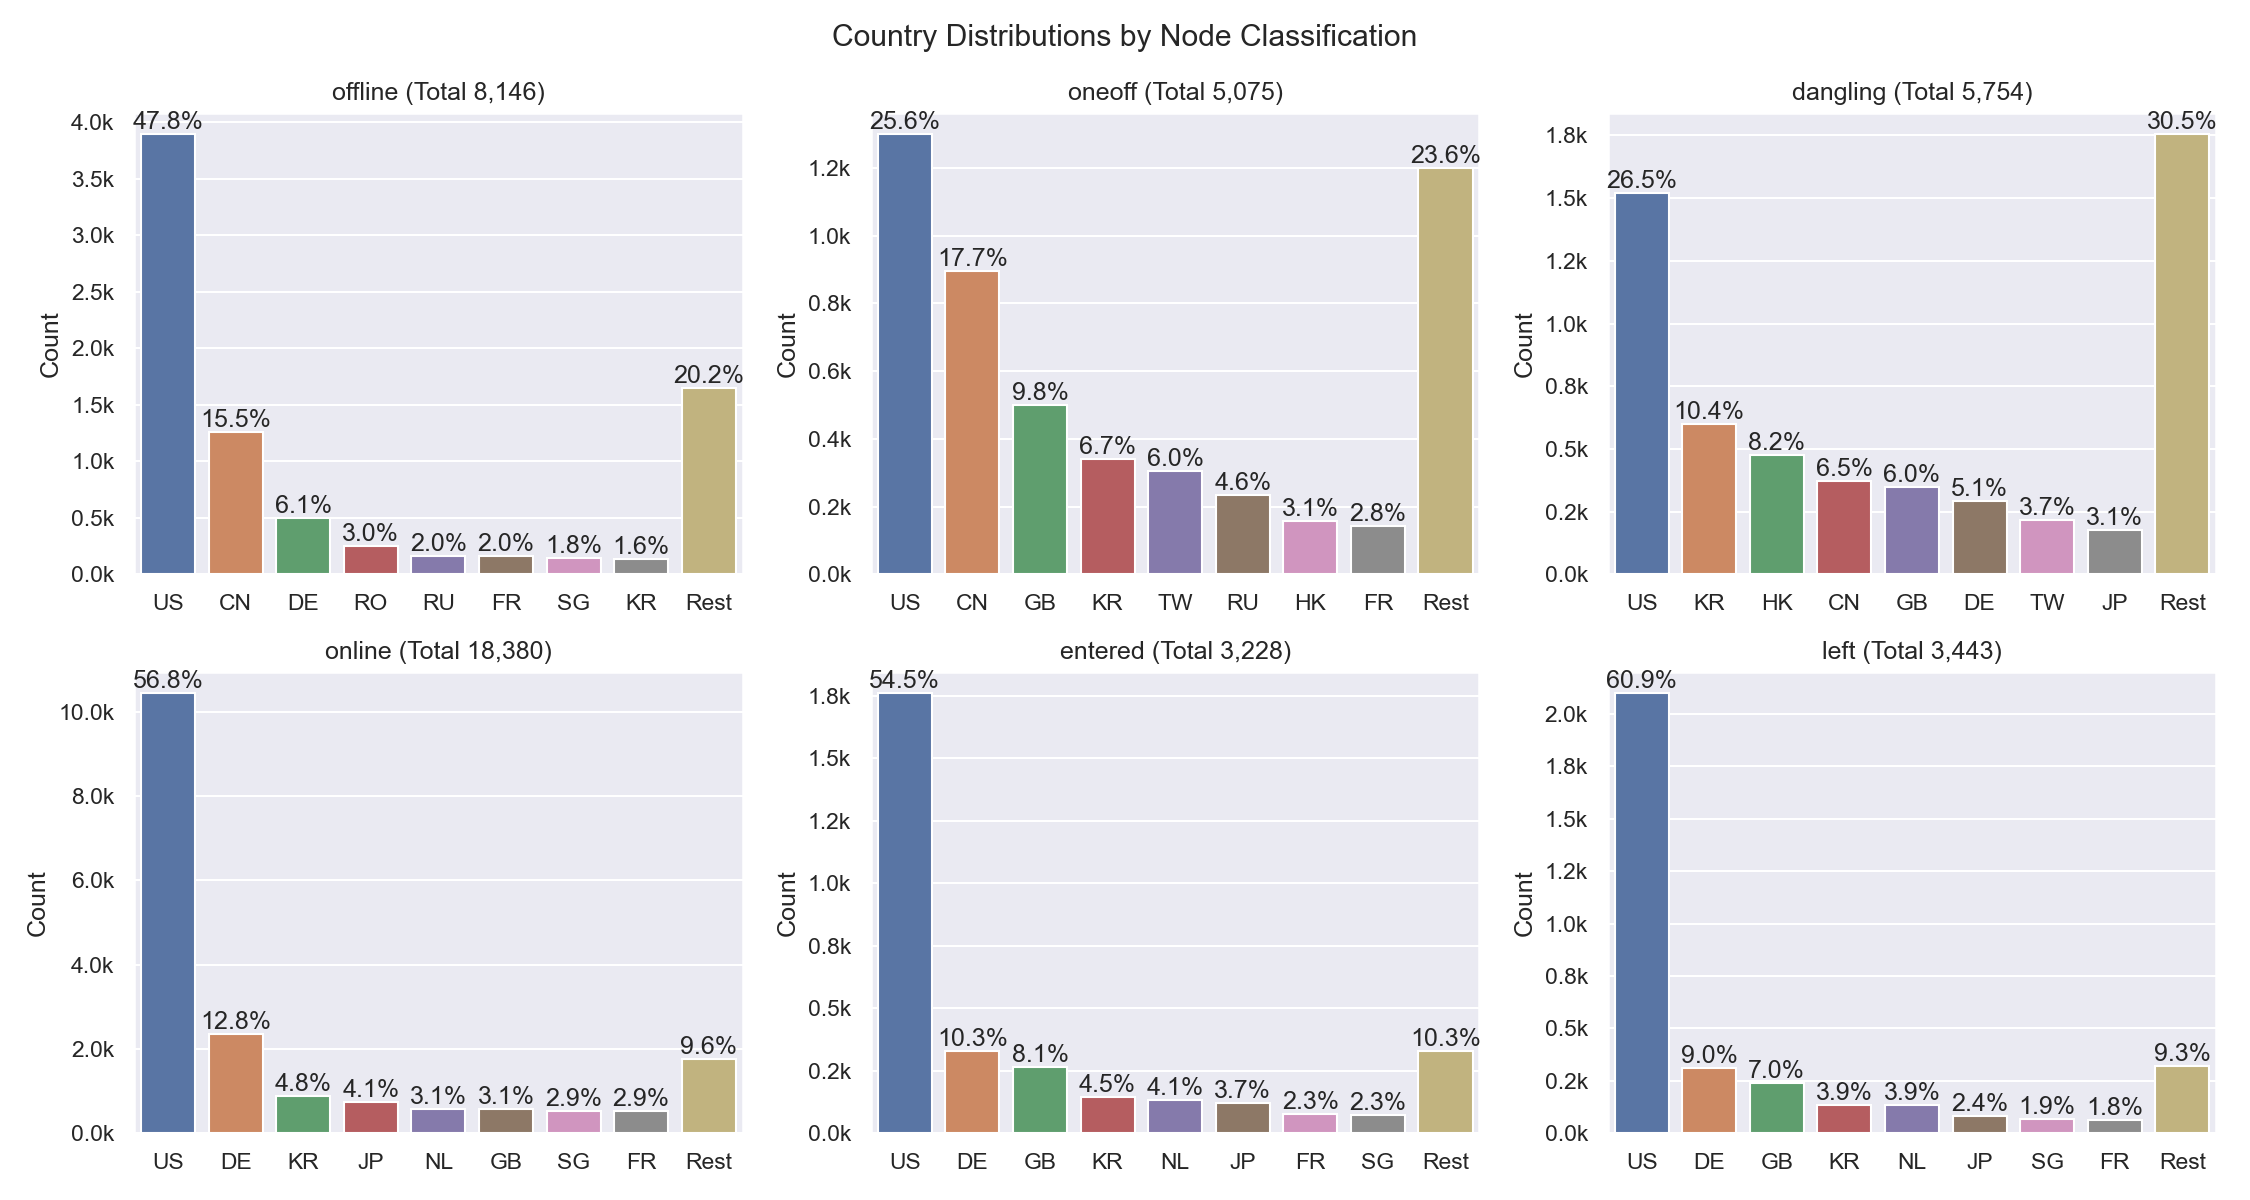 Country Distributions by Node Classification
offline (Total 8,146)
Count
4.0k
3.5k
3.0k
2.5k
2.0k
1.5k
1.0k
0.5k
0.0k
47.8%
15.5%
6.1%
3.0%
2.0%
2.0%
1.8%
1.6%
20.2%
US CN DE RO RU FR SG KR Rest
oneoff (Total 5,075)
Count
1.2k
1.0k
0.8k
0.6k
0.4k
0.2k
0.0k
25.6%
17.7%
9.8%
6.7%
6.0%
4.6%
3.1%
2.8%
23.6%
US CN GB KR TW RU HK FR Rest
dangling (Total 5,754)
Count
1.8k
1.5k
1.2k
1.0k
0.8k
0.5k
0.2k
0.0k
26.5%
10.4%
8.2%
6.5%
6.0%
5.1%
3.7%
3.1%
30.5%
US KR HK CN GB DE TW JP Rest
online (Total 18,380)
Count
10.0k
8.0k
6.0k
4.0k
2.0k
0.0k
56.8%
12.8%
4.8%
4.1%
3.1%
3.1%
2.9%
2.9%
9.6%
US DE KR JP NL GB SG FR Rest
entered (Total 3,228)
Count
1.8k
1.5k
1.2k
1.0k
0.8k
0.5k
0.2k
0.0k
54.5%
10.3%
8.1%
4.5%
4.1%
3.7%
2.3%
2.3%
10.3%
US DE GB KR NL JP FR SG Rest
left (Total 3,443)
Count
2.0k
1.8k
1.5k
1.2k
1.0k
0.8k
0.5k
0.2k
0.0k
60.9%
9.0%
7.0%
3.9%
3.9%
2.4%
1.9%
1.8%
9.3%
US DE GB KR NL JP SG FR Rest